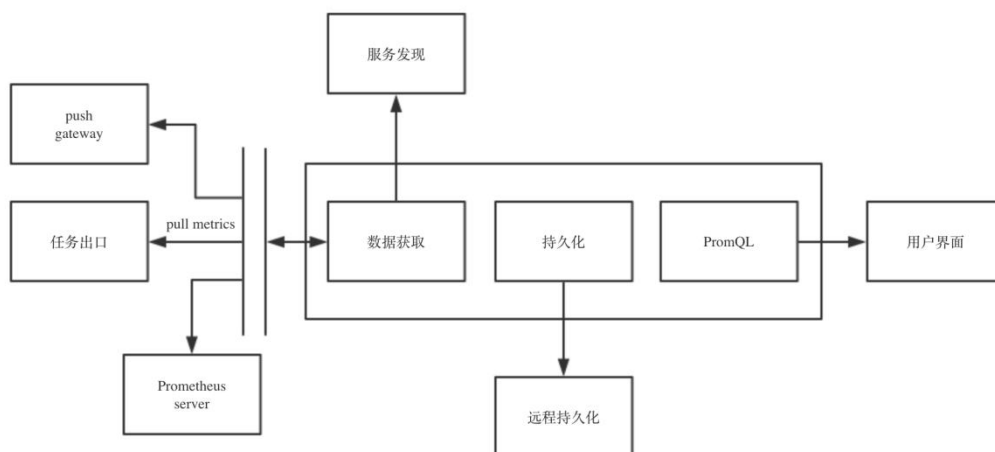 服务发现
push
gateway
任务出口
pull metrics
数据获取
持久化
PromQL
用户界面
Prometheus
server
远程持久化